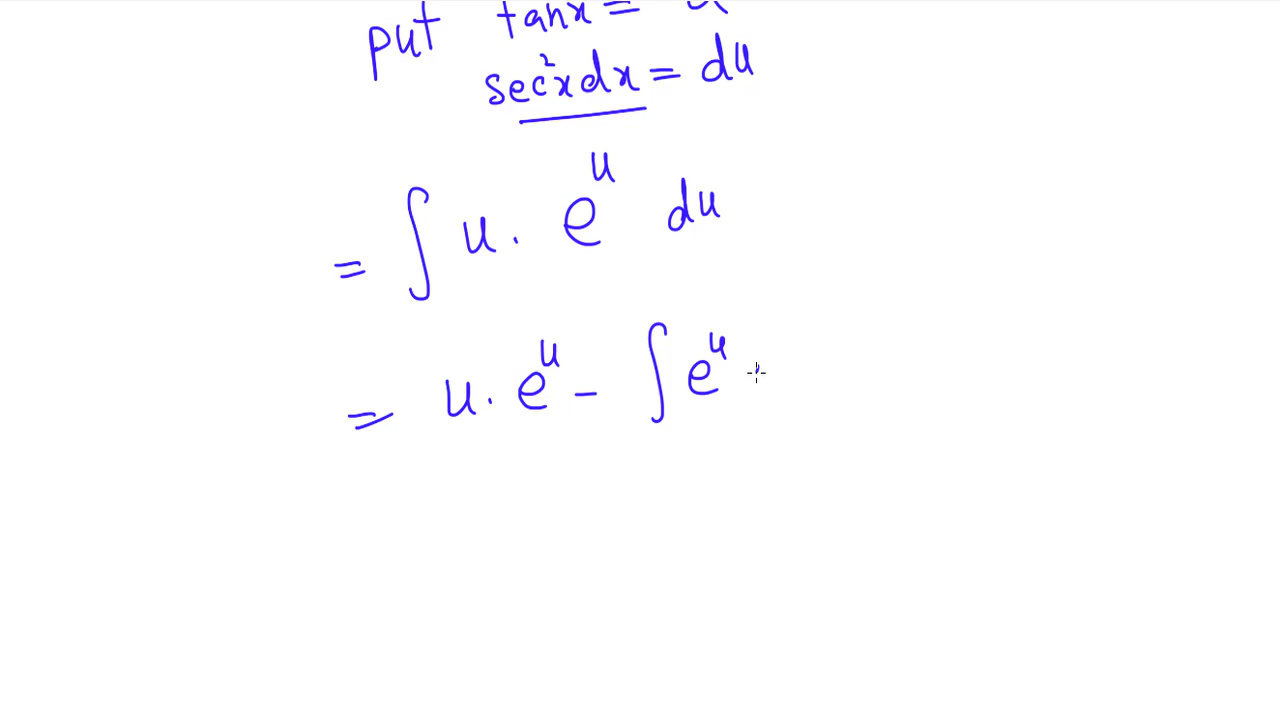 put tanx =
sec²x dx = du
= ∫ u · e^u du
= u · e^u - ∫ e^u ·